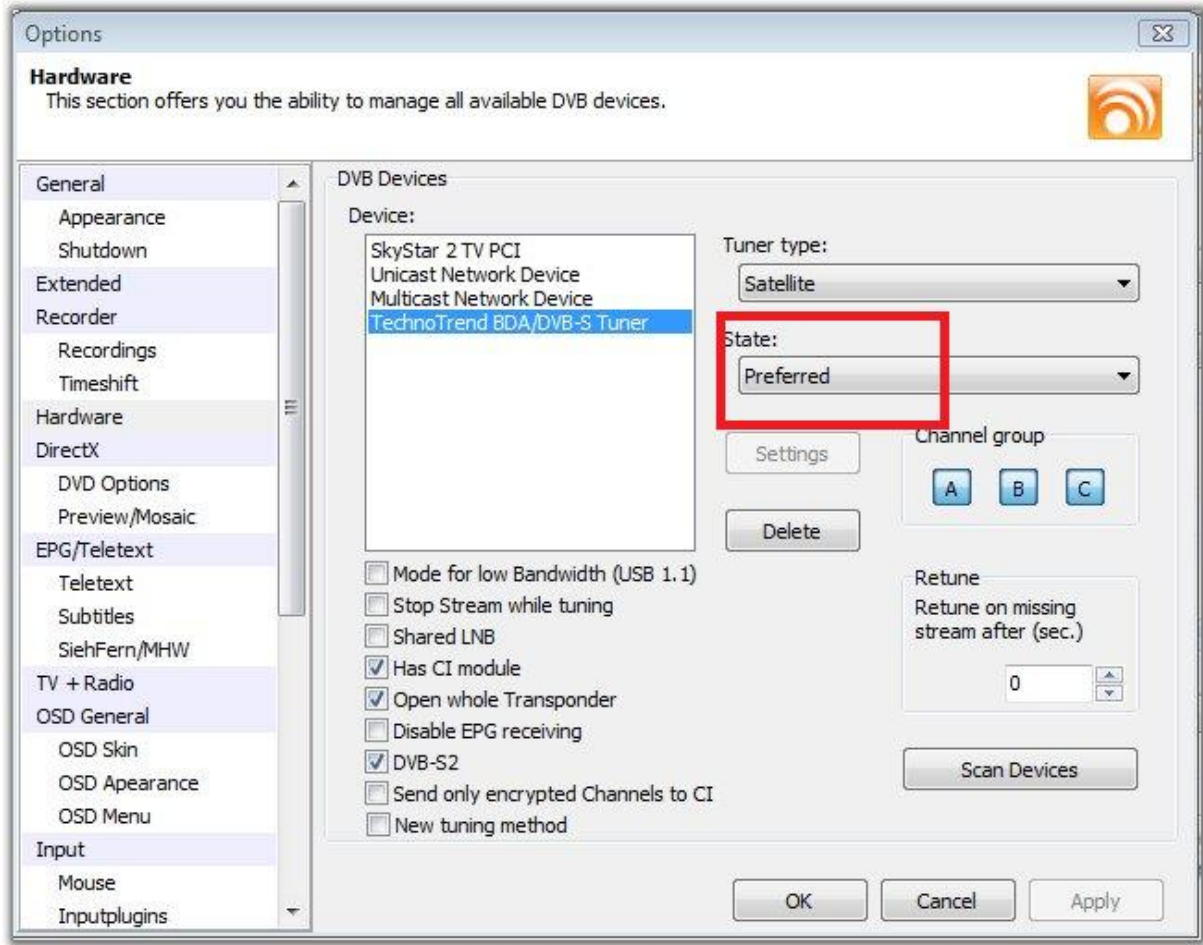 Options
Hardware
This section offers you the ability to manage all available DVB devices.
General
Appearance
Shutdown
Extended
Recorder
Recordings
Timeshift
Hardware
DirectX
DVD Options
Preview/Mosaic
EPG/Teletext
Teletext
Subtitles
SiehFern/MHW
TV + Radio
OSD General
OSD Skin
OSD Apearance
OSD Menu
Input
Mouse
Inputplugins
DVB Devices
Device:
SkyStar 2 TV PCI
Unicast Network Device
Multicast Network Device
TechnoTrend BDA/DVB-S Tuner
Tuner type:
Satellite
State:
Preferred
Settings
Delete
Channel group
A B C
Mode for low Bandwidth (USB 1.1)
Stop Stream while tuning
Shared LNB
Has CI module
Open whole Transponder
Disable EPG receiving
DVB-S2
Send only encrypted Channels to CI
New tuning method
Retune
Retune on missing
stream after (sec.)
0
Scan Devices
OK Cancel Apply